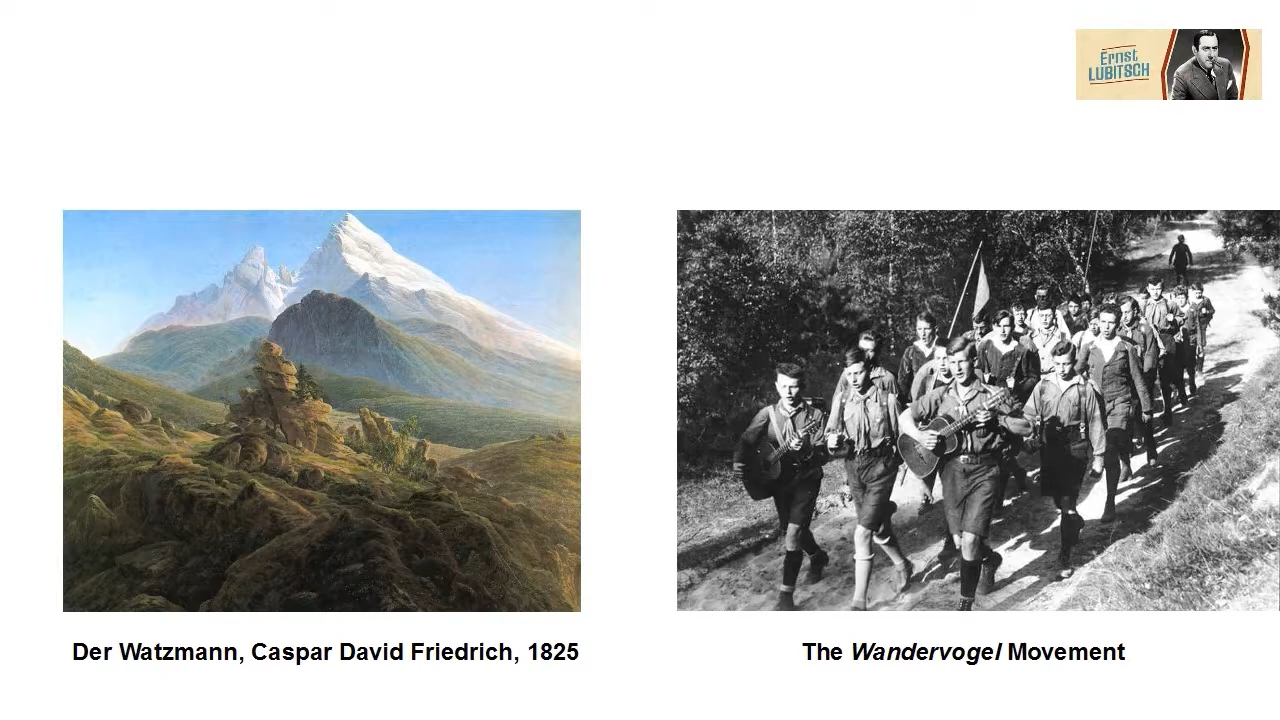 Ernst
LUBITSCH
Der Watzmann, Caspar David Friedrich, 1825
The Wandervogel Movement